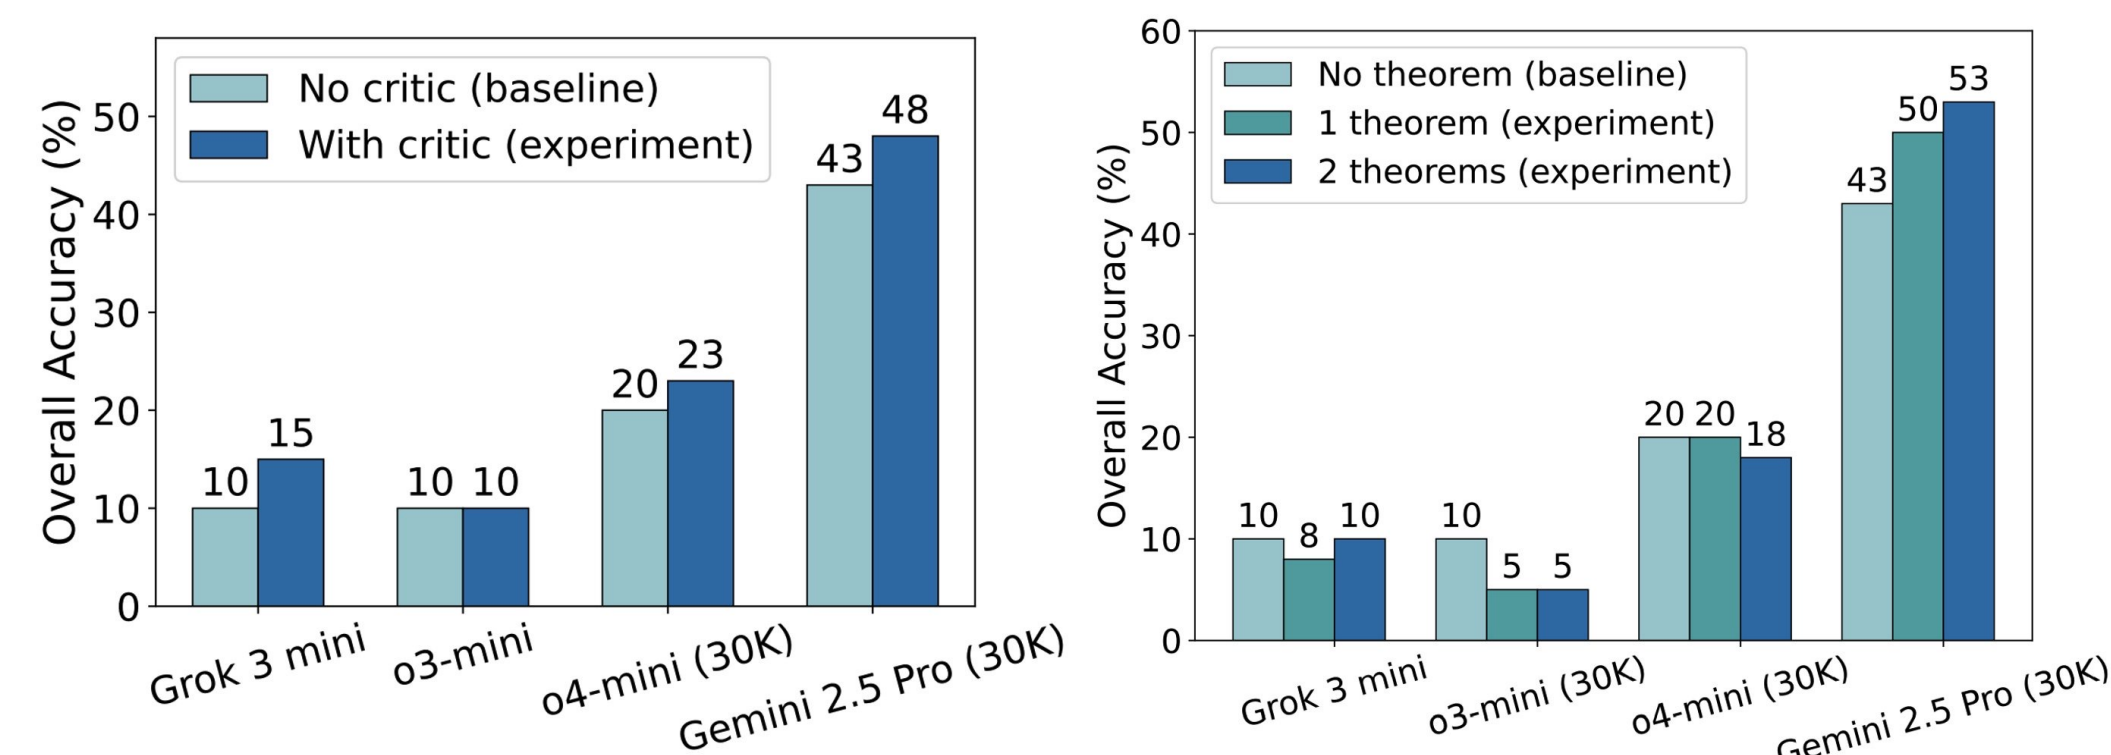 No critic (baseline)
With critic (experiment)
Overall Accuracy (%)
50
40
30
20
10
0
10
15
10
10
20
23
43
48
Grok 3 mini
o3-mini
o4-mini (30K)
Gemini 2.5 Pro (30K)
No theorem (baseline)
1 theorem (experiment)
2 theorems (experiment)
Overall Accuracy (%)
60
50
40
30
20
10
0
10
8
10
10
5
5
20
20
18
43
50
53
Grok 3 mini
o3-mini (30K)
o4-mini (30K)
Gemini 2.5 Pro (30K)